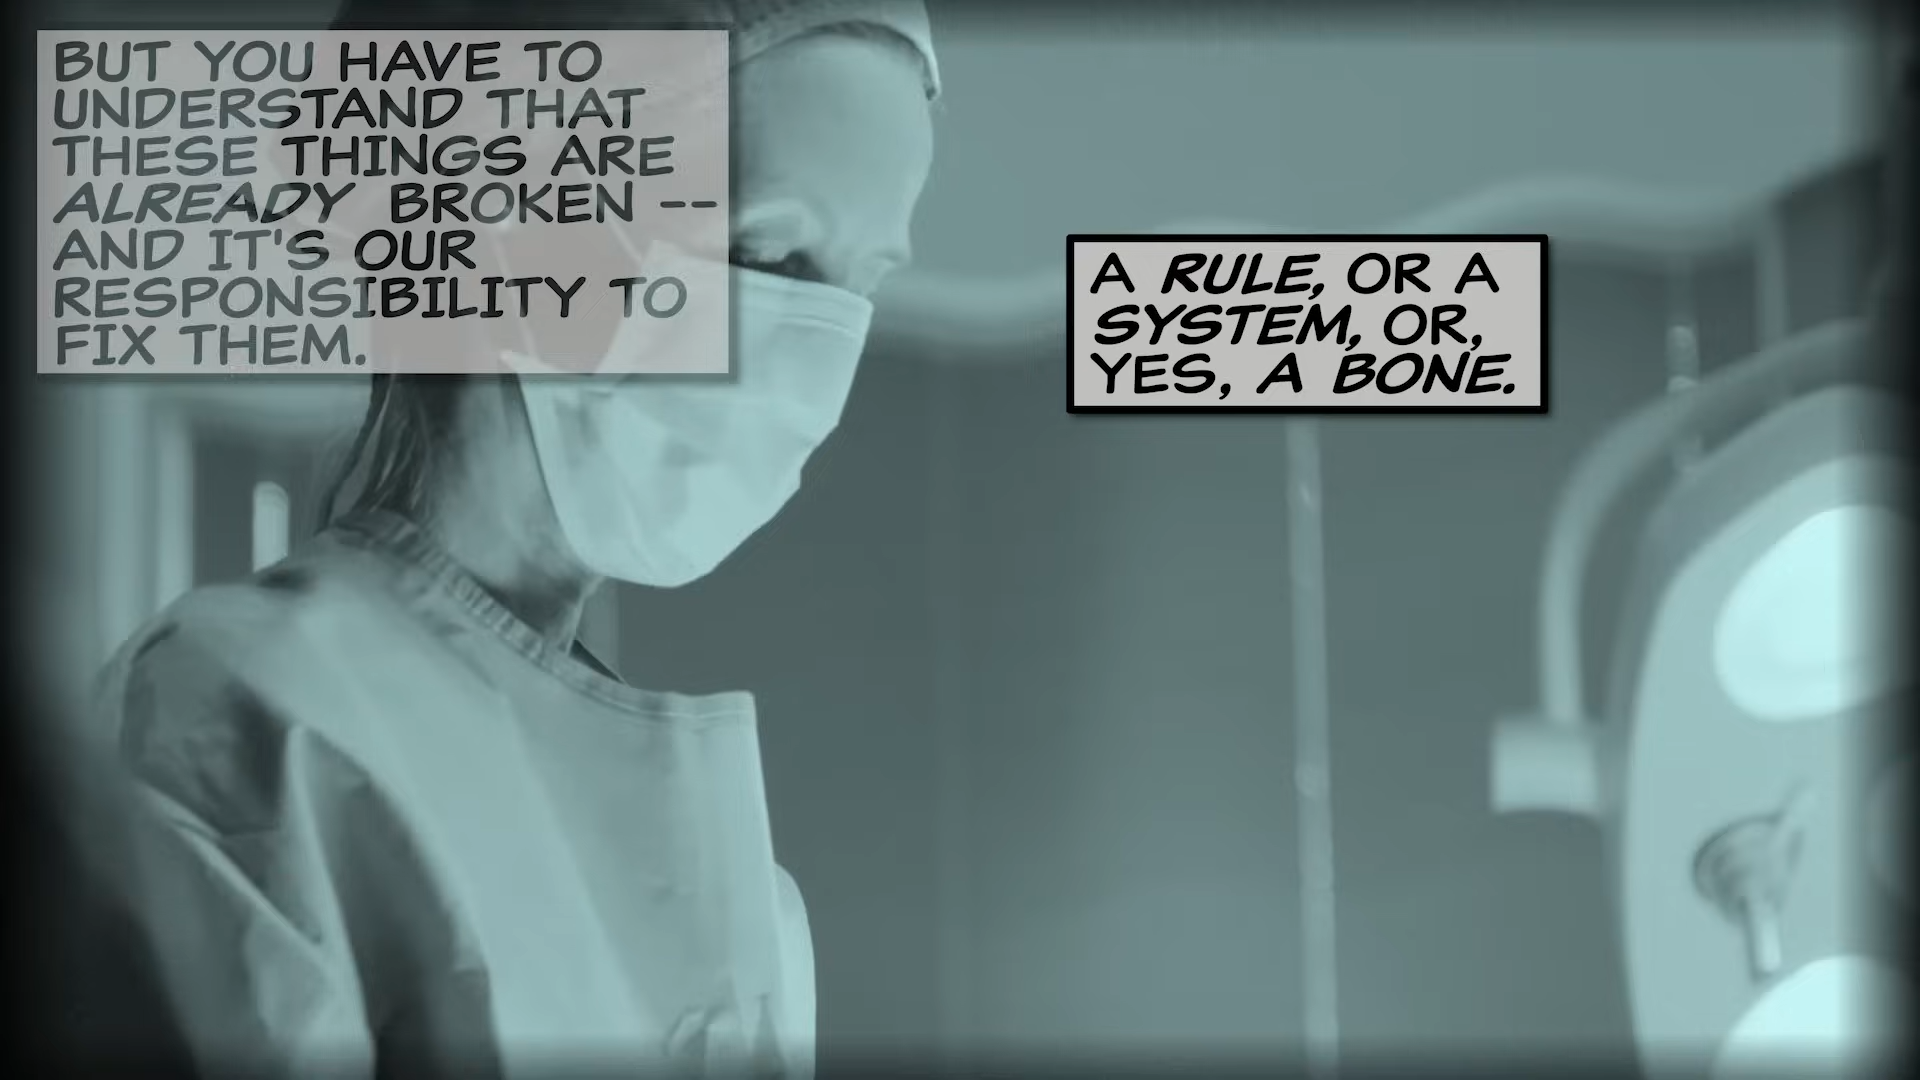 BUT YOU HAVE TO
UNDERSTAND THAT
THESE THINGS ARE
ALREADY BROKEN --
AND IT'S OUR
RESPONSIBILITY TO
FIX THEM.
A RULE, OR A
SYSTEM, OR,
YES, A BONE.